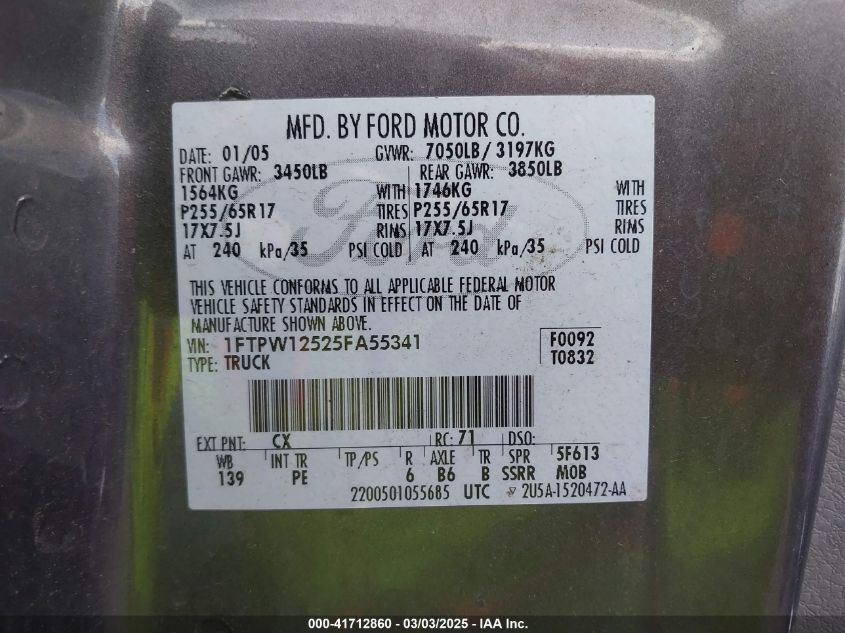 MFD. BY FORD MOTOR CO.
DATE: 01/05 GVWR: 7050LB/ 3197KG
FRONT GAWR: 3450LB REAR GAWR: 3850LB
1564KG WITH 1746KG WITH
P255/65R17 TIRES P255/65R17 TIRES
17X7.5J RIMS 17X7.5J RIMS
AT 240 kPa/35 PSI COLD AT 240 kPa/35 PSI COLD
THIS VEHICLE CONFORMS TO ALL APPLICABLE FEDERAL MOTOR
VEHICLE SAFETY STANDARDS IN EFFECT ON THE DATE OF
MANUFACTURE SHOWN ABOVE.
VIN: 1FTPW12525FA55341 F0092
TYPE: TRUCK T0832
EXT PNT: CX RC: 71 DSO:
WB INT TR TP/PS R AXLE TR SPR 5F613
139 PE 6 B6 B SSRR MOB
2200501055685 UTC 2U5A-1520472-AA
Ford
000-41712860 - 03/03/2025 - IAA Inc.